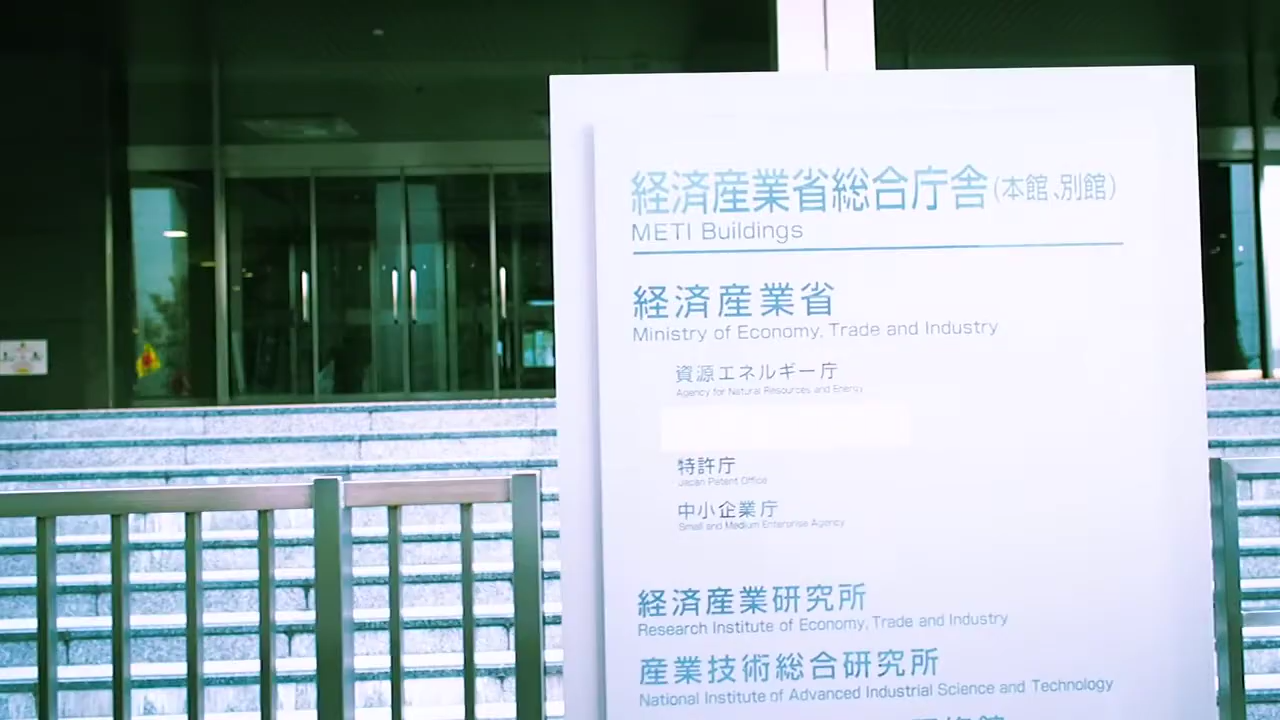 経済産業省総合庁舎(本館、別館)
METI Buildings
経済産業省
Ministry of Economy, Trade and Industry
資源エネルギー庁
Agency for Natural Resources and Energy
特許庁
Japan Patent Office
中小企業庁
Small and Medium Enterprise Agency
経済産業研究所
Research Institute of Economy, Trade and Industry
産業技術総合研究所
National Institute of Advanced Industrial Science and Technology